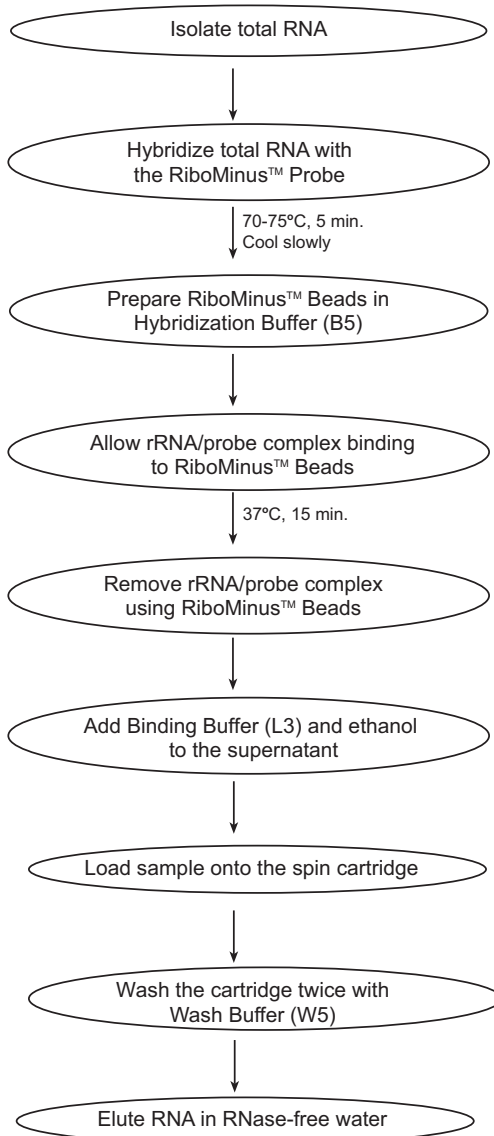 Isolate total RNA
Hybridize total RNA with
the RiboMinus™ Probe
70-75ºC, 5 min.
Cool slowly
Prepare RiboMinus™ Beads in
Hybridization Buffer (B5)
Allow rRNA/probe complex binding
to RiboMinus™ Beads
37ºC, 15 min.
Remove rRNA/probe complex
using RiboMinus™ Beads
Add Binding Buffer (L3) and ethanol
to the supernatant
Load sample onto the spin cartridge
Wash the cartridge twice with
Wash Buffer (W5)
Elute RNA in RNase-free water